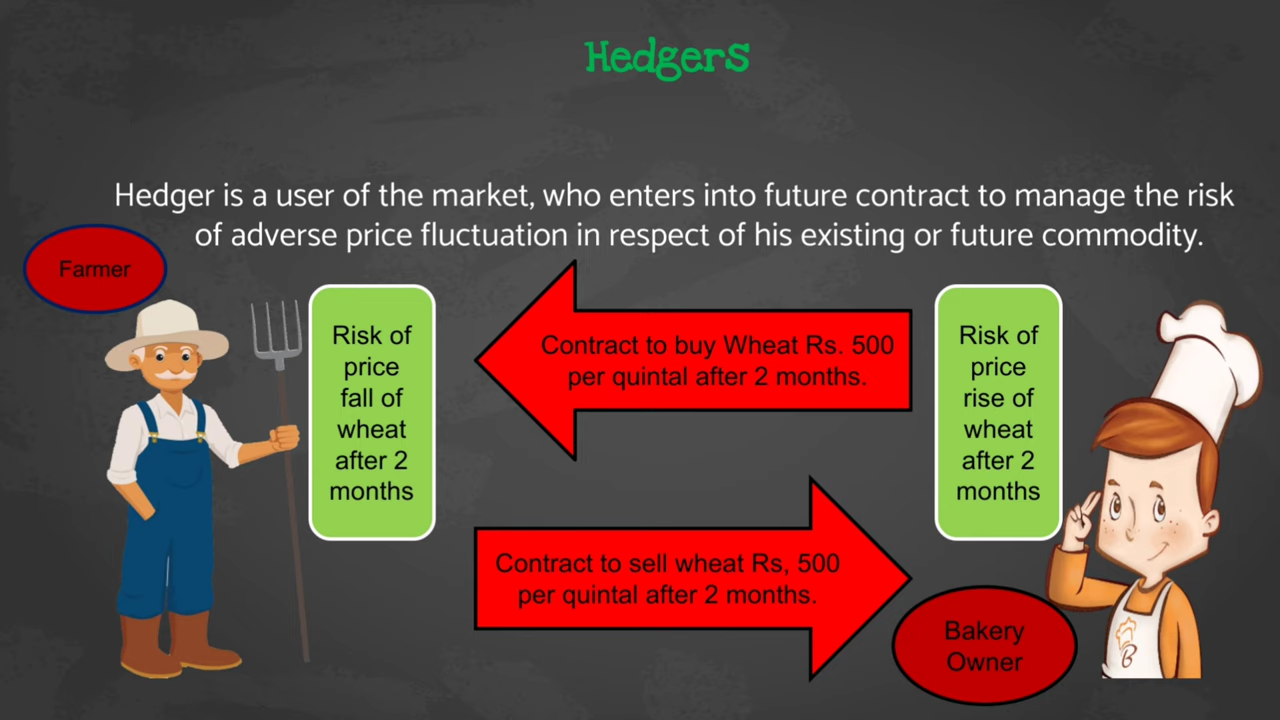 Hedgers
Hedger is a user of the market, who enters into future contract to manage the risk
of adverse price fluctuation in respect of his existing or future commodity.
Farmer
Risk of
price
fall of
wheat
after 2
months
Contract to buy Wheat Rs. 500
per quintal after 2 months.
Risk of
price
rise of
wheat
after 2
months
Contract to sell wheat Rs, 500
per quintal after 2 months.
Bakery
Owner
B